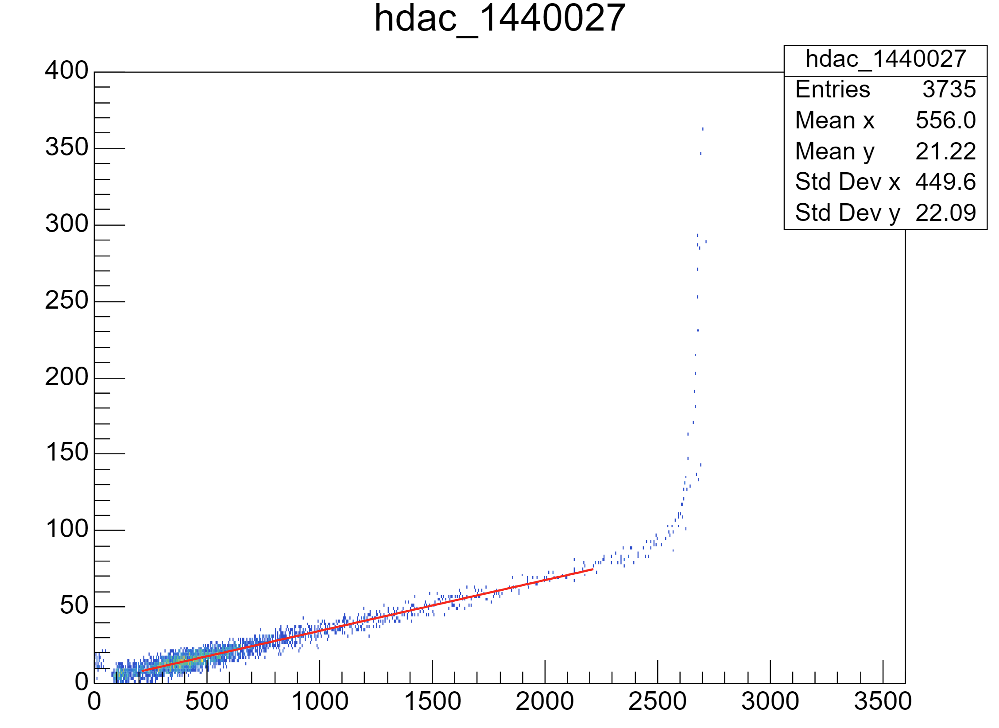 hdac_1440027
hdac_1440027
Entries 3735
Mean x 556.0
Mean y 21.22
Std Dev x 449.6
Std Dev y 22.09
400
350
300
250
200
150
100
50
0
0 500 1000 1500 2000 2500 3000 3500